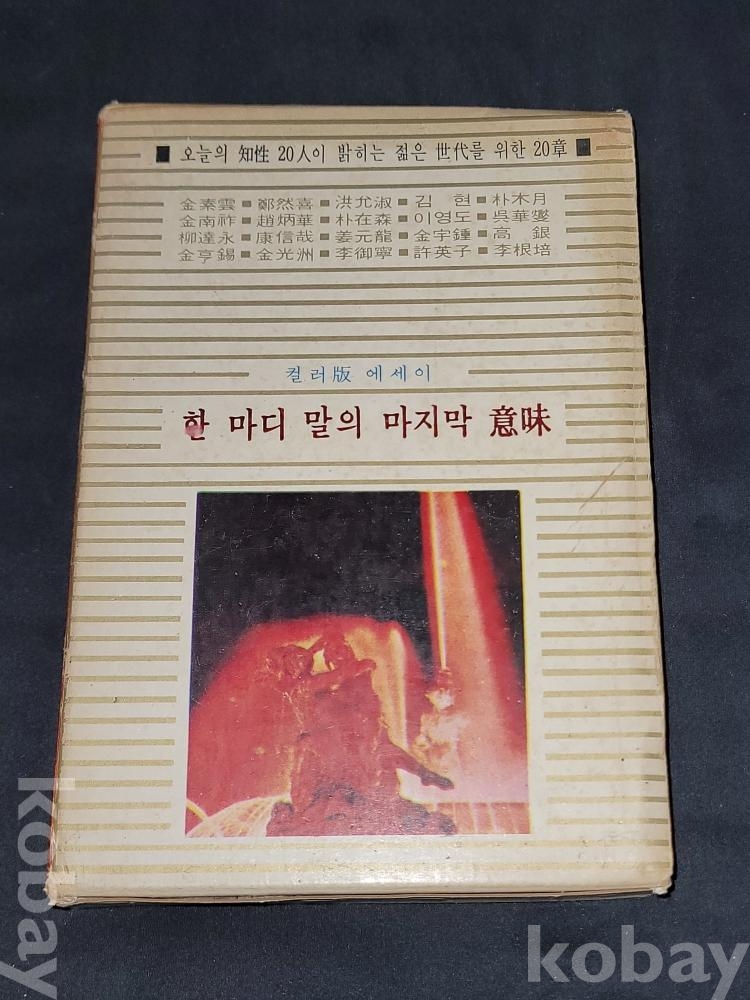 ■ 오늘의 知性 20人이 밝히는 젊은 世代를 위한 20章 ■
金素雲 ■ 鄭然喜 ■ 洪允淑 ■ 김 현 ■ 朴木月
金南祚 ■ 趙炳華 ■ 朴在森 ■ 이영도 ■ 吳華燮
柳達永 ■ 康信哉 ■ 姜元龍 ■ 金宇鍾 ■ 高 銀
金亨錫 ■ 金光洲 ■ 李御寧 ■ 許英子 ■ 李根培
컬러版 에세이
한 마디 말의 마지막 意味
kobay
kobay